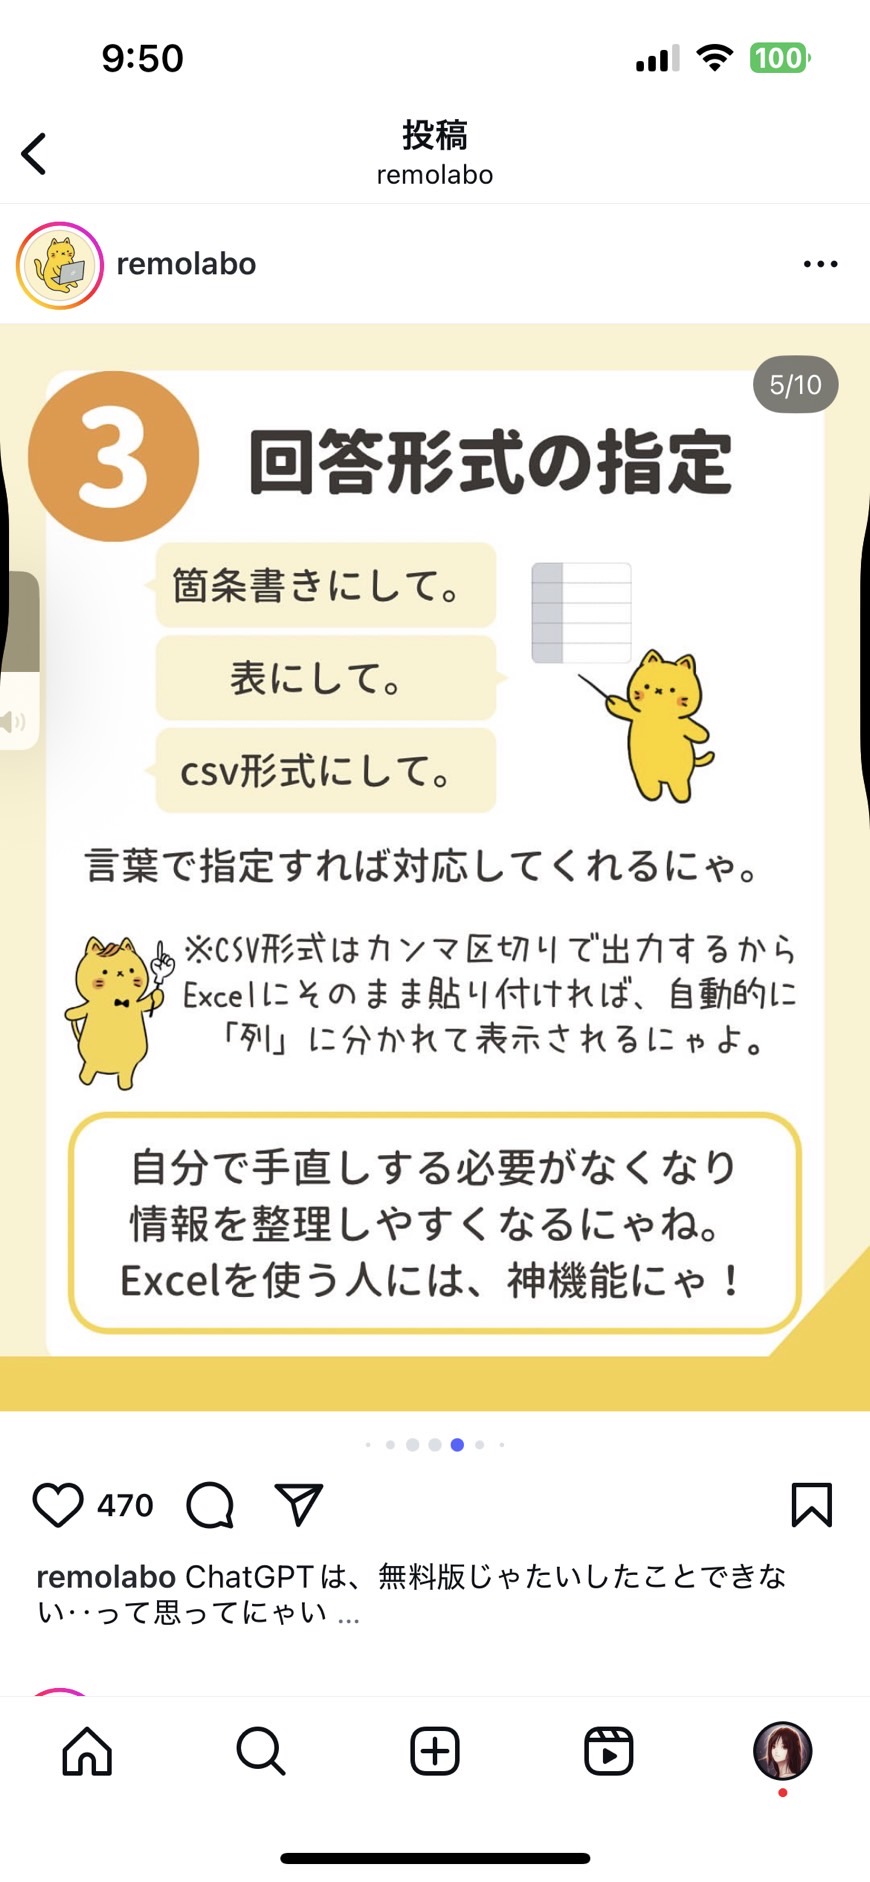 9:50
100
投稿
remolabo
remolabo
5/10
3
回答形式の指定
箇条書きにして。
表にして。
csv形式にして。
言葉で指定すれば対応してくれるにゃ。
※CSV形式はカンマ区切りで出力するから
Excelにそのまま貼り付ければ、自動的に
「列」に分かれて表示されるにゃよ。
自分で手直しする必要がなくなり
情報を整理しやすくなるにゃね。
Excelを使う人には、神機能にゃ！
470
remolabo ChatGPTは、無料版じゃたいしたことできな
い‥って思ってにゃい ...